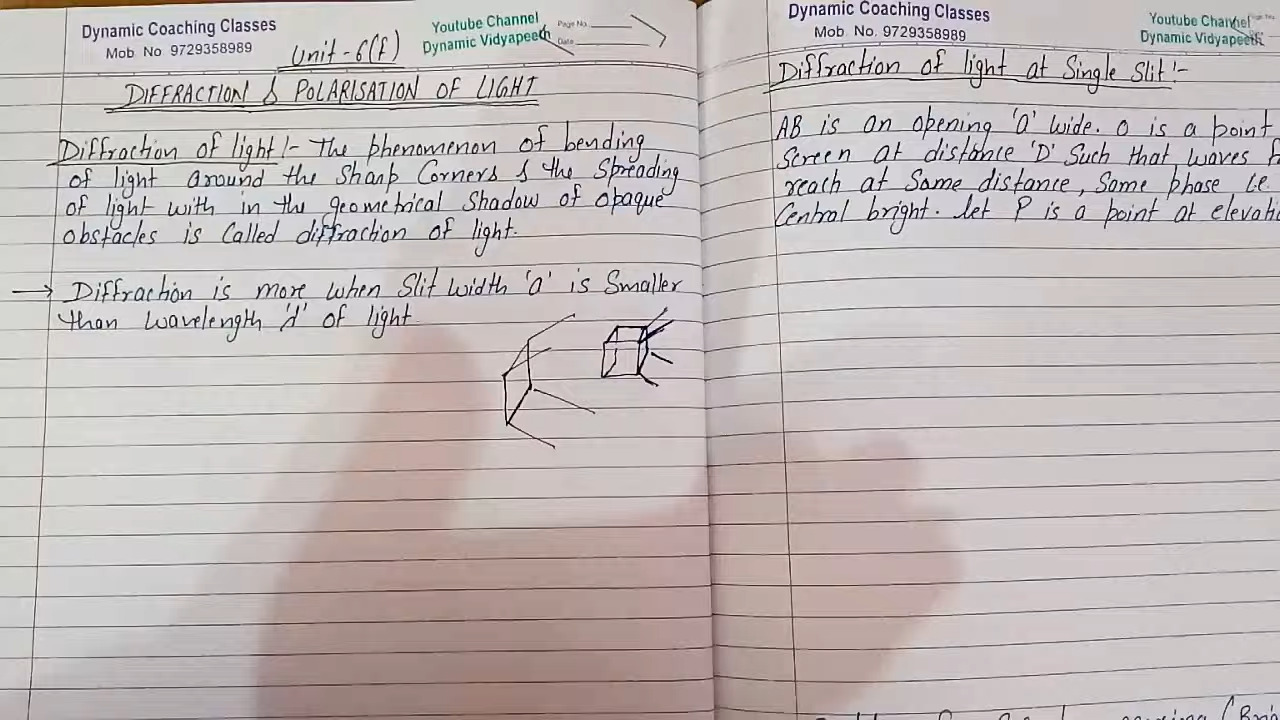 Dynamic Coaching Classes
Mob. No. 9729358989
Youtube Channel
Dynamic Vidyapeeth
Page No.
Date
Unit-6(f)
DIFFRACTION & POLARISATION OF LIGHT
Diffraction of light:- The phenomenon of bending
of light around the Sharp Corners & the Spreading
of light with in the geometrical Shadow of opaque
obstacles is Called diffraction of light.
→ Diffraction is more when Slit width 'a' is Smaller
than wavelength 'λ' of light.
Dynamic Coaching Classes
Mob. No. 9729358989
Youtube Channel
Dynamic Vidyapeeth
Diffraction of light at Single Slit:-
AB is an opening 'a' wide. O is a point
Screen at distance 'D' Such that waves
reach at Same distance, Some phase i.e.
Central bright. Let P is a point at